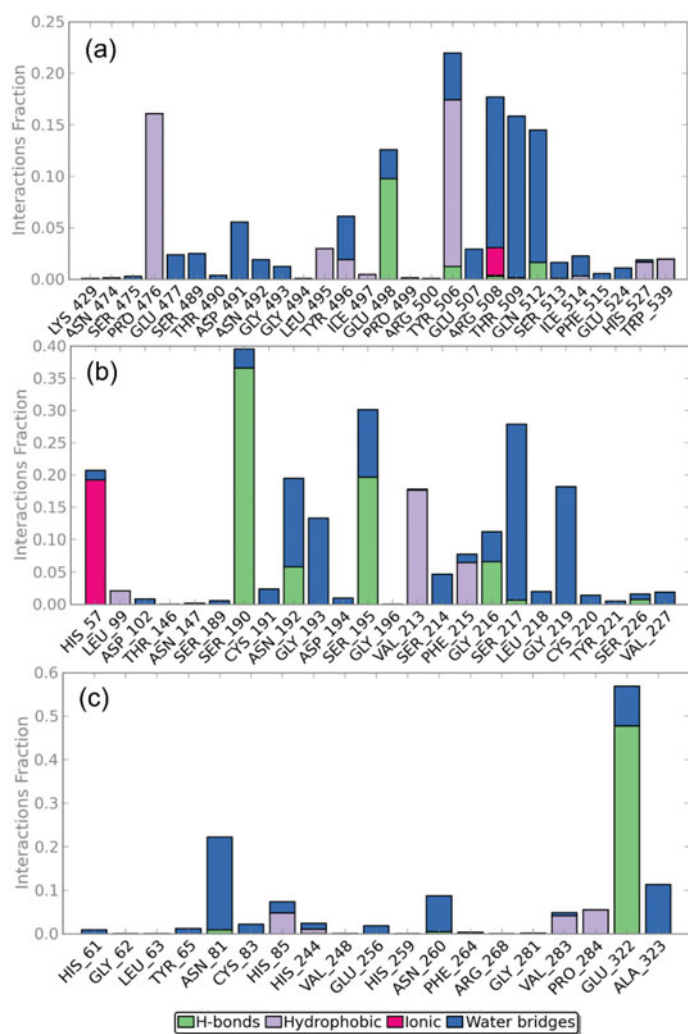 (a)
Interactions Fraction
0.25
0.20
0.15
0.10
0.05
0.00
LYS_429
ASN_474
SER_475
PRO_476
GLU_477
SER_489
THR_490
ASP_491
ASN_492
GLY_493
GLY_494
LEU_495
TYR_496
ILE_497
GLU_498
PRO_499
ARG_500
TYR_506
GLU_507
ARG_508
THR_509
GLN_512
SER_513
ILE_514
PHE_515
GLU_524
HIS_527
TRP_539
(b)
Interactions Fraction
0.40
0.35
0.30
0.25
0.20
0.15
0.10
0.05
0.00
HIS_57
LEU_99
ASP_102
THR_146
ASN_147
SER_189
SER_190
CYS_191
ASN_192
GLY_193
ASP_194
SER_195
GLY_196
VAL_213
SER_214
PHE_215
GLY_216
SER_217
LEU_218
GLY_219
CYS_220
TYR_221
SER_226
VAL_227
(c)
Interactions Fraction
0.6
0.5
0.4
0.3
0.2
0.1
0.0
HIS_61
GLY_62
LEU_63
TYR_65
ASN_81
CYS_83
HIS_85
HIS_244
VAL_248
GLU_256
HIS_259
ASN_260
PHE_264
ARG_268
GLY_281
VAL_283
PRO_284
GLU_322
ALA_323
H-bonds Hydrophobic Ionic Water bridges